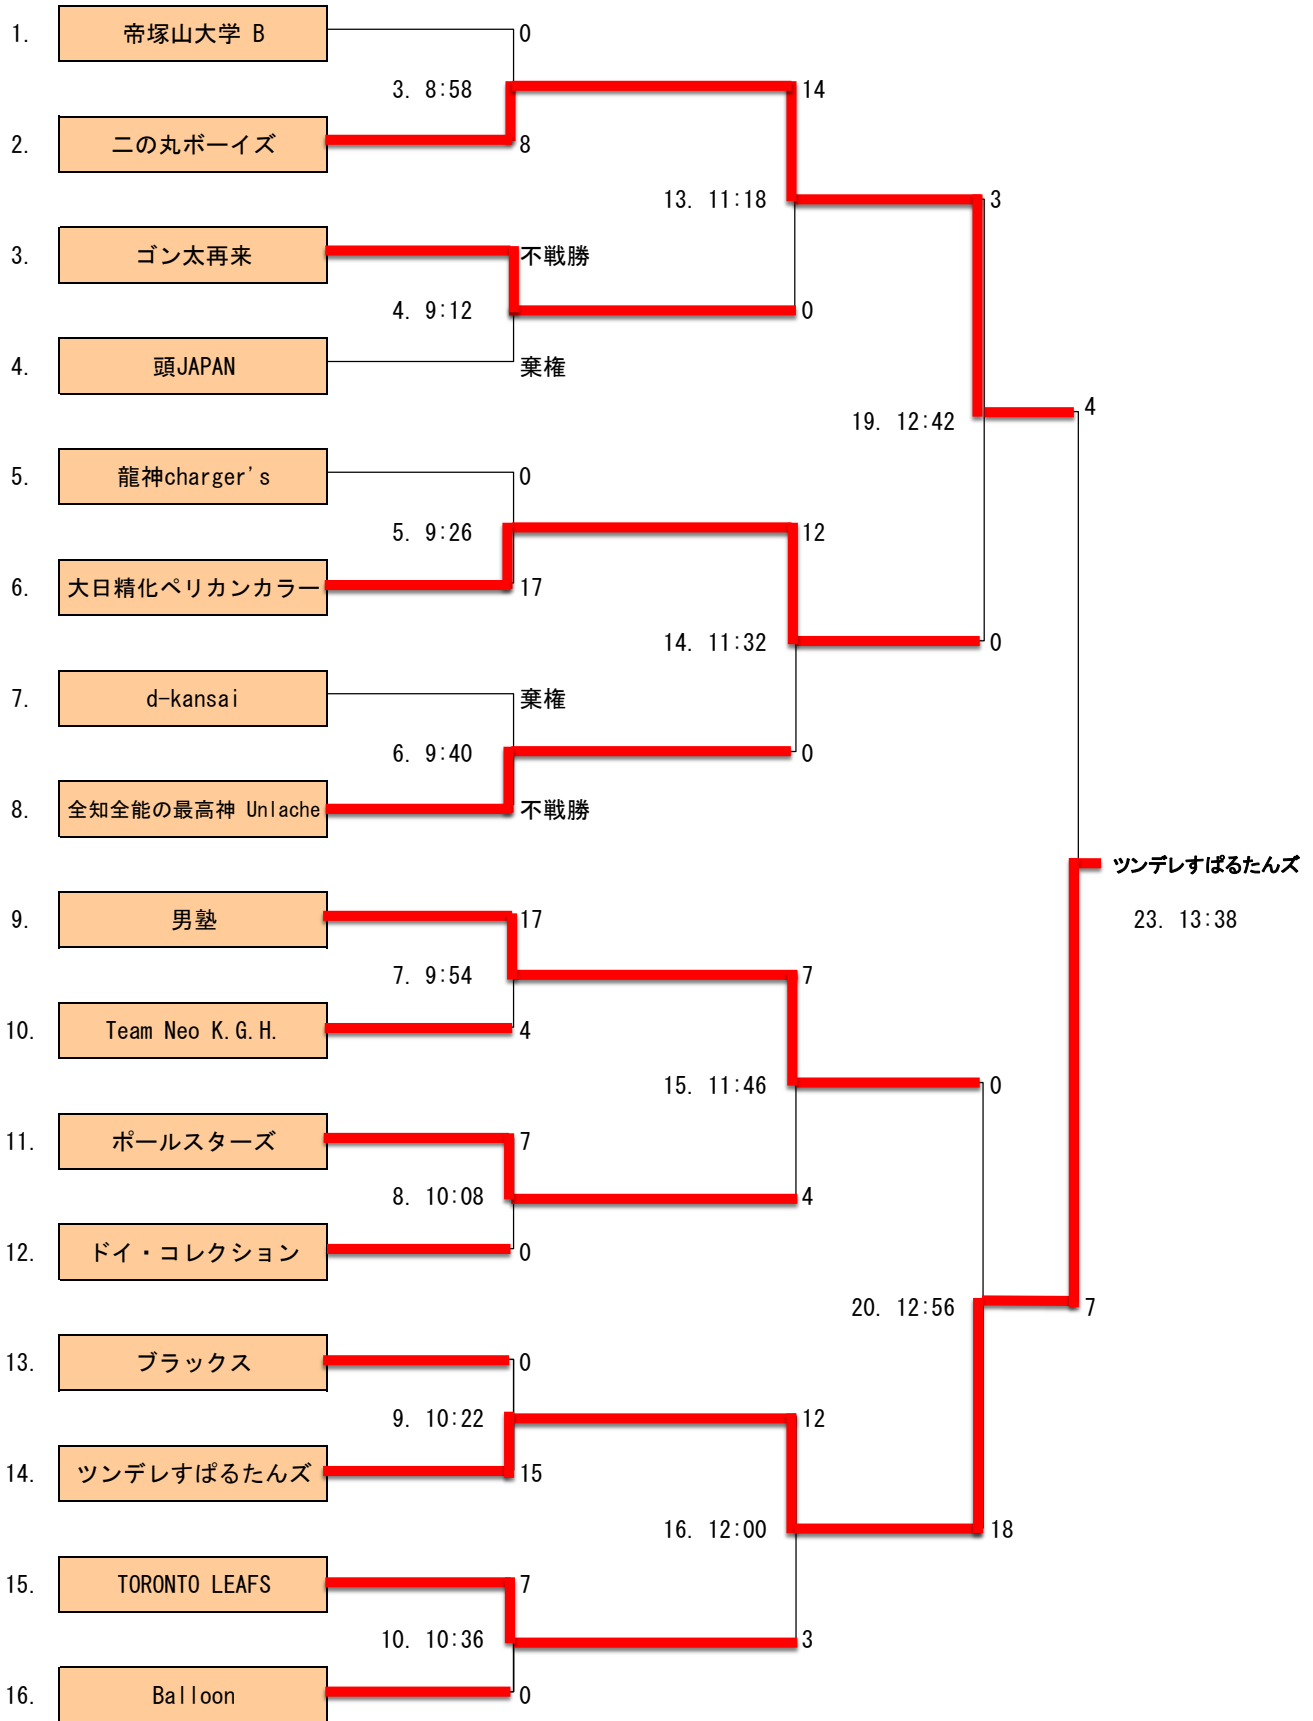 1. 帝塚山大学 B 0
3. 8:58 14
2. 二の丸ボーイズ 8
13. 11:18 3
3. ゴン太再来 不戦勝
4. 9:12 0
4. 頭JAPAN 棄権
19. 12:42 4
5. 龍神charger's 0
5. 9:26 12
6. 大日精化ペリカンカラー 17
14. 11:32 0
7. d-kansai 棄権
6. 9:40 0
8. 全知全能の最高神 Unlache 不戦勝
ツンデレすぱるたんズ
9. 男塾 17
23. 13:38
7. 9:54 7
10. Team Neo K.G.H. 4
15. 11:46 0
11. ポールスターズ 7
8. 10:08 4
12. ドイ・コレクション 0
20. 12:56 7
13. ブラックス 0
9. 10:22 12
14. ツンデレすぱるたんズ 15
16. 12:00 18
15. TORONTO LEAFS 7
10. 10:36 3
16. Balloon 0